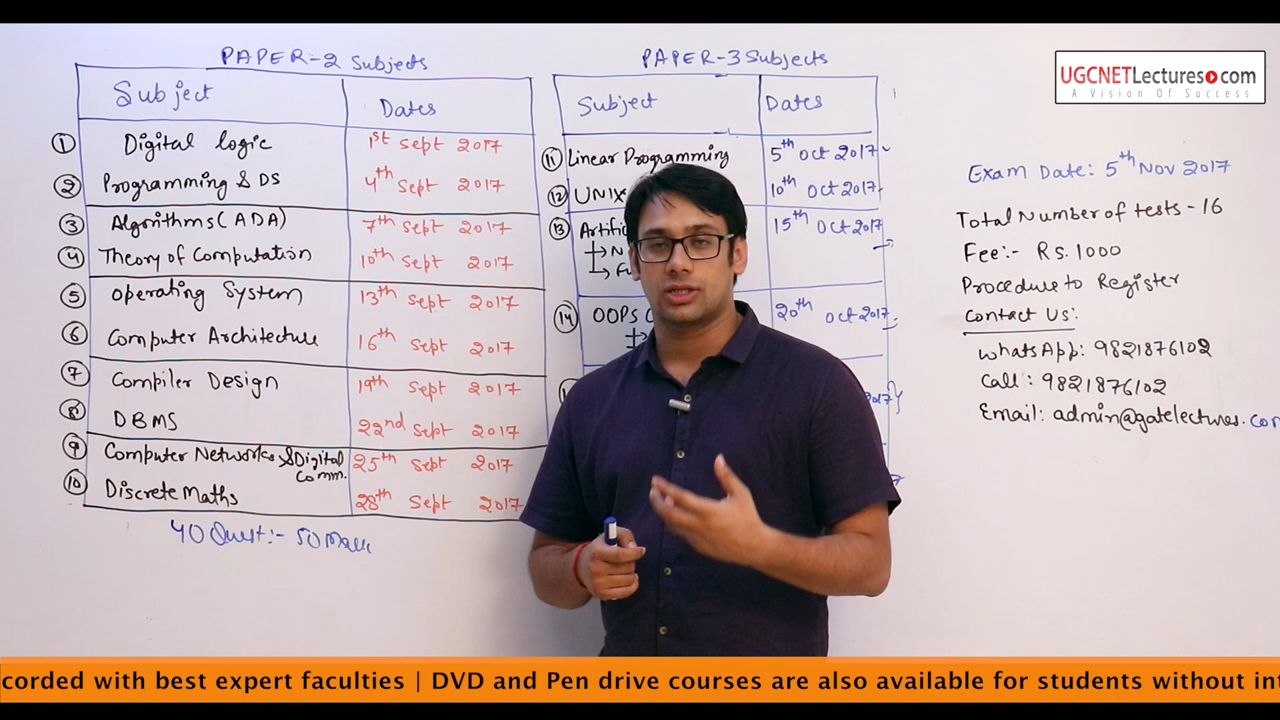 PAPER-2 Subjects
Subject Dates
1 Digital logic 1st Sept 2017
2 Programming & DS 4th Sept 2017
3 Algorithms (ADA) 7th Sept 2017
4 Theory of Computation 10th Sept 2017
5 Operating System 13th Sept 2017
6 Computer Architecture 16th Sept 2017
7 Compiler Design 19th Sept 2017
8 DBMS 22nd Sept 2017
9 Computer Networks & Digital Comm. 25th Sept 2017
10 Discrete Maths 28th Sept 2017
40 Quest:- 50 Marks
PAPER-3 Subjects
Subject Dates
11 Linear Programming 5th Oct 2017
12 UNIX 10th Oct 2017
13 15th Oct 2017
14 OOPs 20th Oct 2017
2017
UGCNETLectures.com
A Vision Of Success
Exam Date: 5th Nov 2017
Total Number of tests - 16
Fee:- Rs. 1000
Procedure to Register
Contact Us:
WhatsApp: 9821876102
Call: 9821876102
Email: admin@gatelectures.com
corded with best expert faculties | DVD and Pen drive courses are also available for students without int